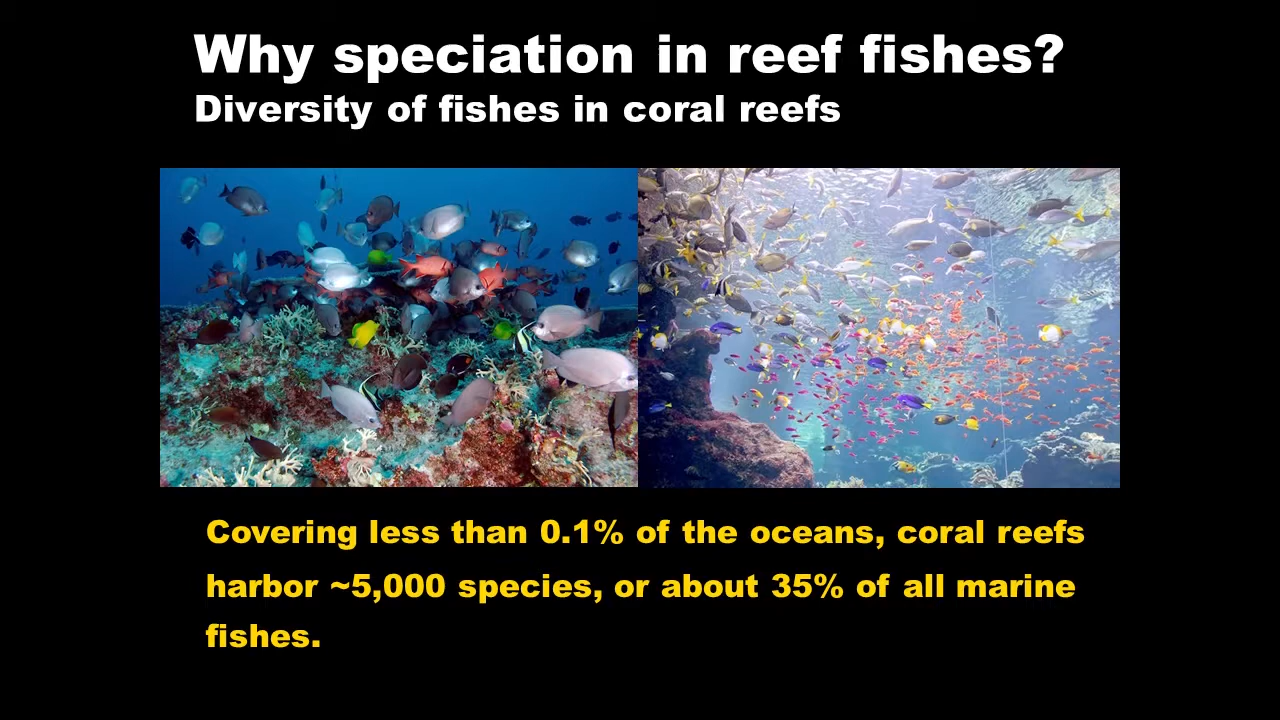 Why speciation in reef fishes?
Diversity of fishes in coral reefs
Covering less than 0.1% of the oceans, coral reefs
harbor ~5,000 species, or about 35% of all marine
fishes.